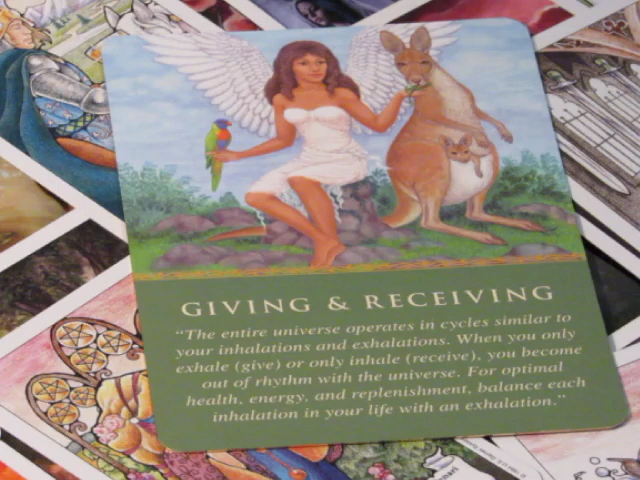 GIVING & RECEIVING
"The entire universe operates in cycles similar to
your inhalations and exhalations. When you only
exhale (give) or only inhale (receive), you become
out of rhythm with the universe. For optimal
health, energy, and replenishment, balance each
inhalation in your life with an exhalation."